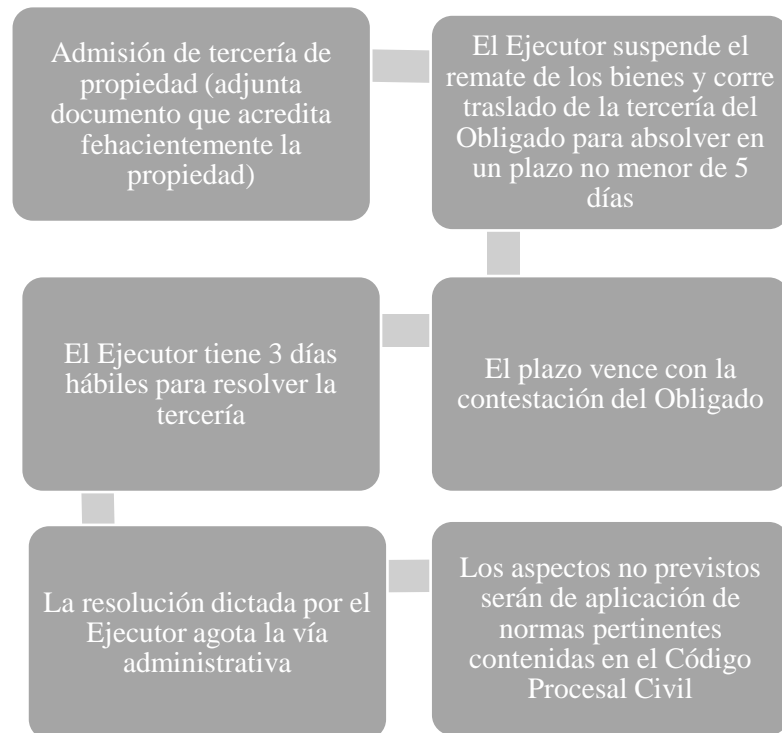 Admisión de tercería de
propiedad (adjunta
documento que acredita
fehacientemente la
propiedad)
El Ejecutor suspende el
remate de los bienes y corre
traslado de la tercería del
Obligado para absolver en
un plazo no menor de 5
días
El plazo vence con la
contestación del Obligado
El Ejecutor tiene 3 días
hábiles para resolver la
tercería
La resolución dictada por el
Ejecutor agota la vía
administrativa
Los aspectos no previstos
serán de aplicación de
normas pertinentes
contenidas en el Código
Procesal Civil